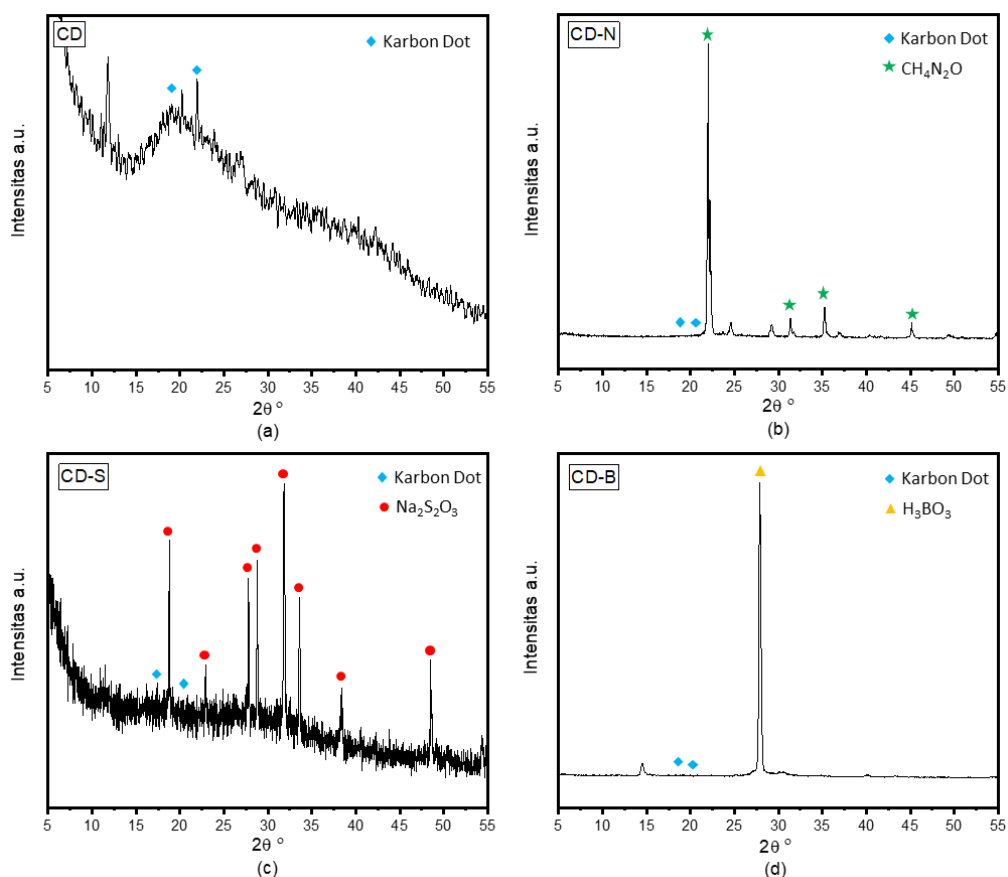 CD
Karbon Dot
Intensitas a.u.
5 10 15 20 25 30 35 40 45 50 55
2θ °
(a)
CD-N
Karbon Dot
CH₄N₂O
Intensitas a.u.
5 10 15 20 25 30 35 40 45 50 55
2θ °
(b)
CD-S
Karbon Dot
Na₂S₂O₃
Intensitas a.u.
5 10 15 20 25 30 35 40 45 50 55
2θ °
(c)
CD-B
Karbon Dot
H₃BO₃
Intensitas a.u.
5 10 15 20 25 30 35 40 45 50 55
2θ °
(d)